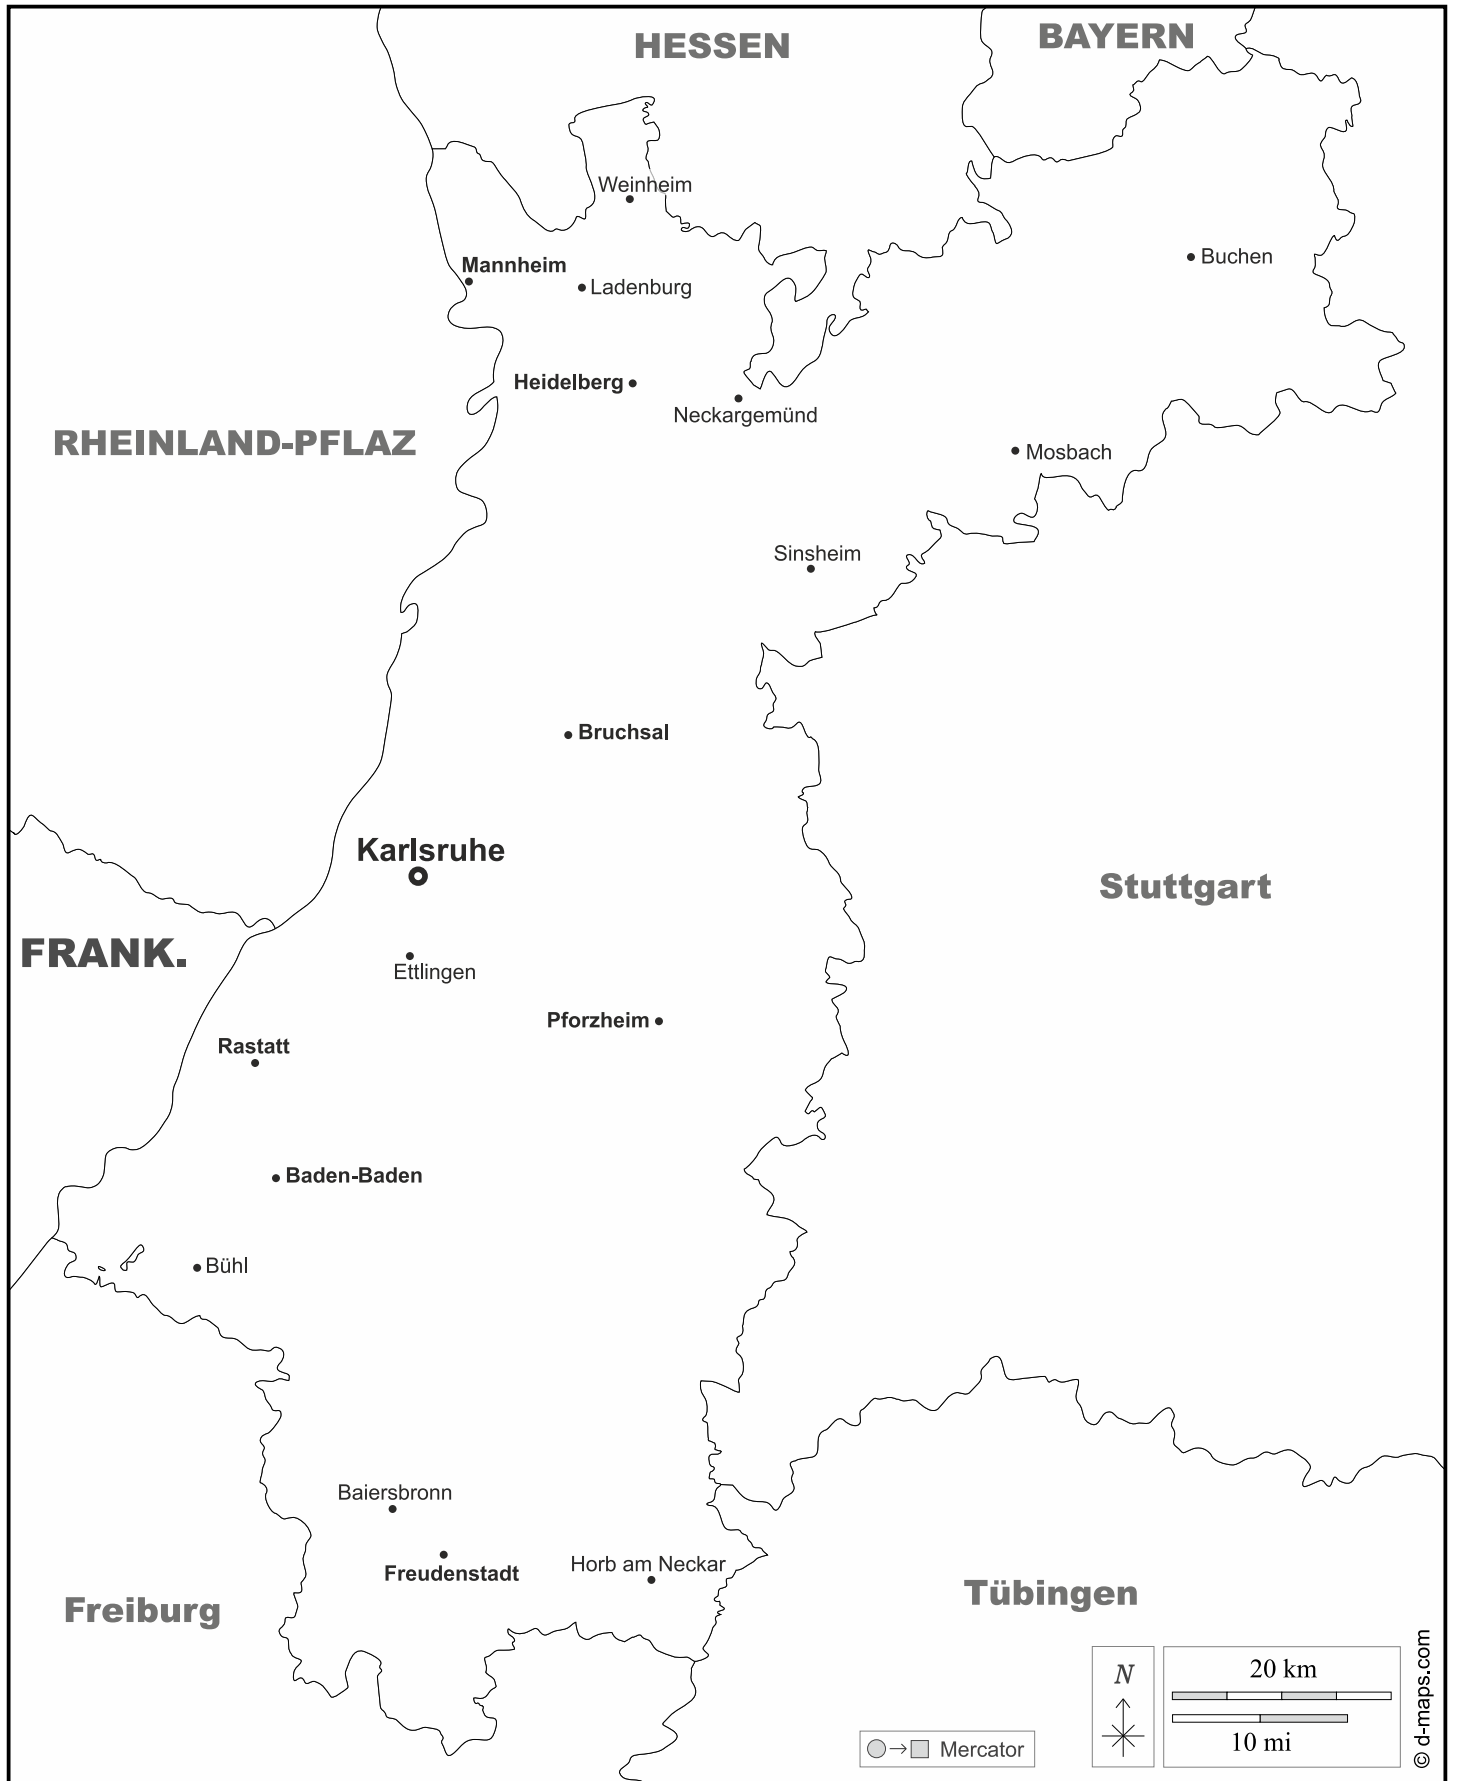 HESSEN
BAYERN
Weinheim
Buchen
Mannheim
Ladenburg
Heidelberg
Neckargemünd
RHEINLAND-PFLAZ
Mosbach
Sinsheim
Bruchsal
Karlsruhe
Stuttgart
FRANK.
Ettlingen
Pforzheim
Rastatt
Baden-Baden
Bühl
Baiersbronn
Horb am Neckar
Freudenstadt
Tübingen
Freiburg
N
20 km
10 mi
Mercator
© d-maps.com